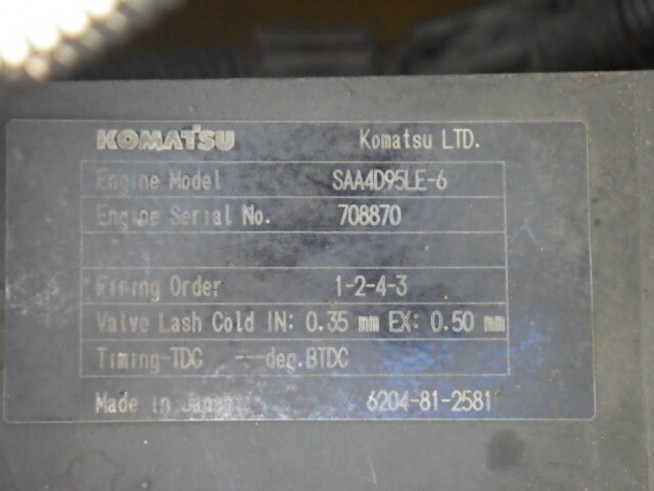 KOMATSU Komatsu LTD.
Engine Model SAA4D95LE-6
Engine Serial No. 708870
Firing Order 1-2-4-3
Valve Lash Cold IN: 0.35 mm EX: 0.50 mm
Timing-TDC ---deg.BTDC
Made in Japan 6204-81-2581